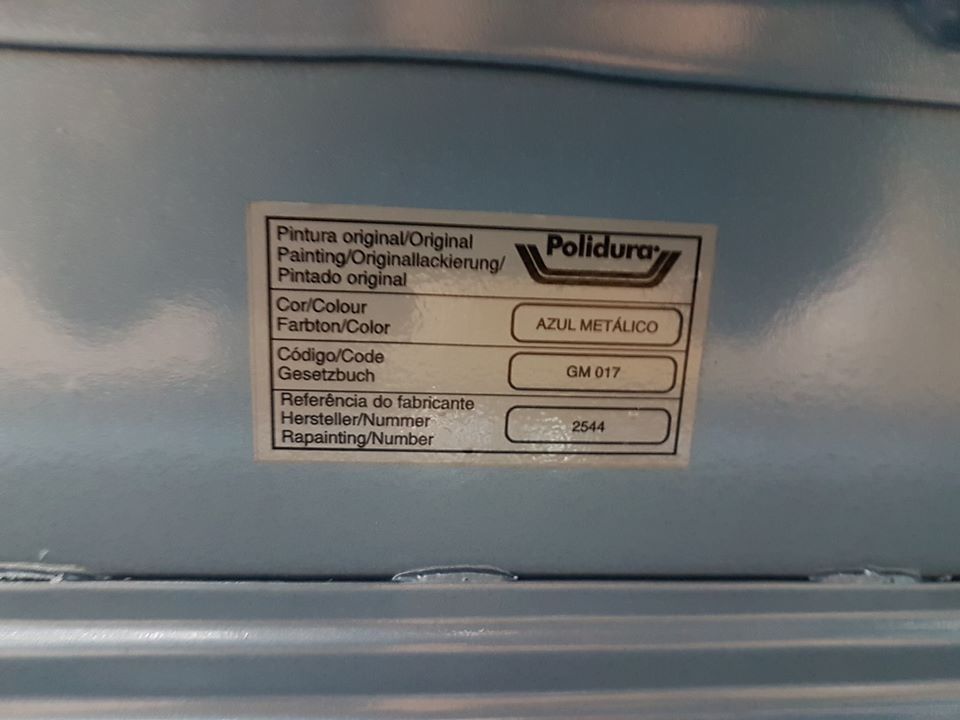 Pintura original/Original
Painting/Originallackierung/
Pintado original
Polidura
Cor/Colour
Farbton/Color
AZUL METÁLICO
Código/Code
Gesetzbuch
GM 017
Referência do fabricante
Hersteller/Nummer
Rapainting/Number
2544